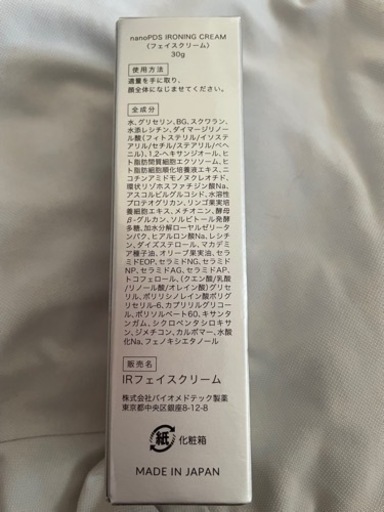 nanoPDS IRONING CREAM
〈フェイスクリーム〉
30g
使用方法
適量を手に取り、
顔全体になじませてください。
全成分
水、グリセリン、BG、スクワラン、
水添レシチン、ダイマージリノー
ル酸(フィトステリル/イソステ
アリル/セチル/ステアリル/ベヘ
ニル)、1,2-ヘキサンジオール、ヒ
ト脂肪間質細胞エクソソーム、ヒ
ト脂肪細胞順化培養液エキス、ニ
コチンアミドモノヌクレオチド、
環状リゾホスファチジン酸Na、
アスコルビルグルコシド、水溶性
プロテオグリカン、リンゴ果実培
養細胞エキス、メチオニン、酵母
β-グルカン、ソルビトール発酵
多糖、加水分解ローヤルゼリータ
ンパク、ヒアルロン酸Na、レシチ
ン、ダイズステロール、マカデミ
ア種子油、オリーブ果実油、セラ
ミドEOP、セラミドNG、セラミド
NP、セラミドAG、セラミドAP、
トコフェロール、(クエン酸/乳酸
/リノール酸/オレイン酸)グリセ
リル、ポリリシノレイン酸ポリグ
リセリル-6、カプリリルグリコー
ル、ポリソルベート60、キサンタ
ンガム、シクロペンタシロキサ
ン、ジメチコン、カルボマー、水酸
化Na、フェノキシエタノール
販売名
IRフェイスクリーム
株式会社バイオメドテック製薬
東京都中央区銀座8-12-8
紙 化粧箱
MADE IN JAPAN